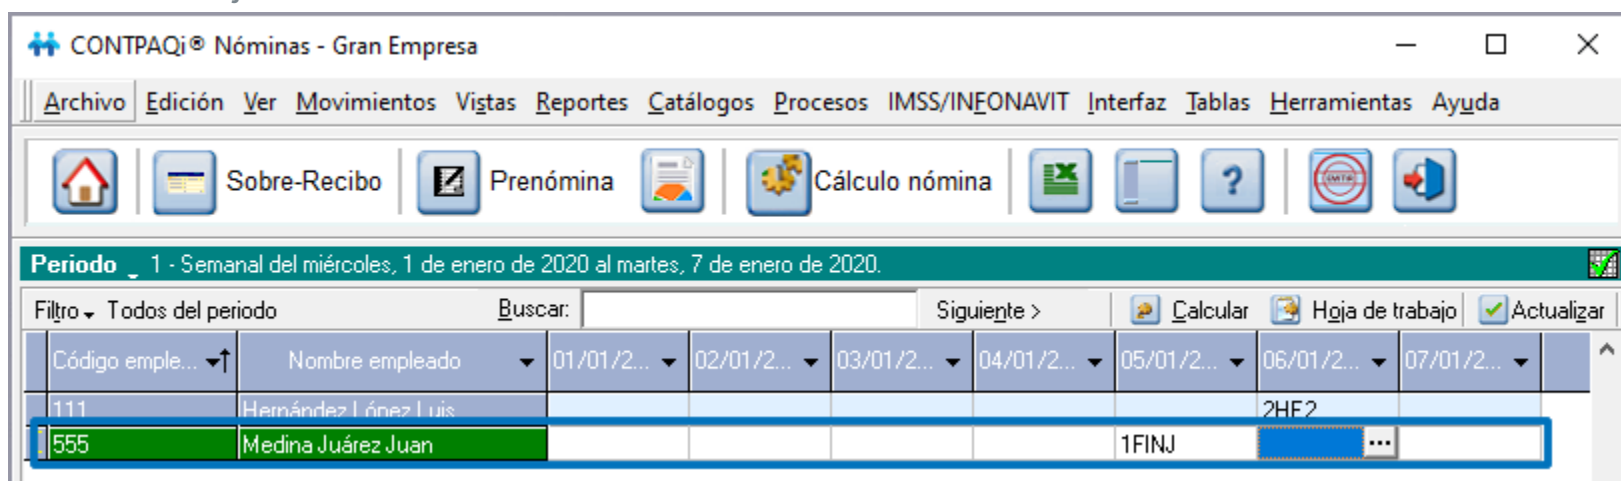 CONTPAQi® Nóminas - Gran Empresa
Archivo Edición Ver Movimientos Vistas Reportes Catálogos Procesos IMSS/INFONAVIT Interfaz Tablas Herramientas Ayuda
Sobre-Recibo Prenómina Cálculo nómina ?
Periodo 1 - Semanal del miércoles, 1 de enero de 2020 al martes, 7 de enero de 2020.
Filtro Todos del periodo Buscar: Siguiente > Calcular Hoja de trabajo Actualizar
Código emple... Nombre empleado 01/01/2... 02/01/2... 03/01/2... 04/01/2... 05/01/2... 06/01/2... 07/01/2...
111 Hernández López Luis 2HE2
555 Medina Juárez Juan 1FINJ ...